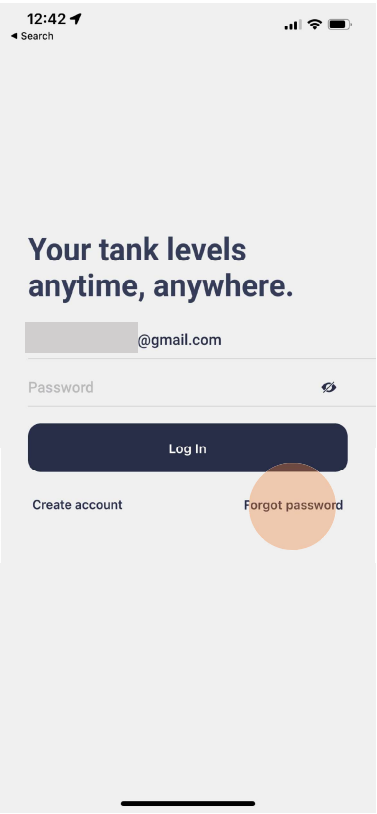 12:42
◀ Search
Your tank levels
anytime, anywhere.
@gmail.com
Password
Log In
Create account
Forgot password